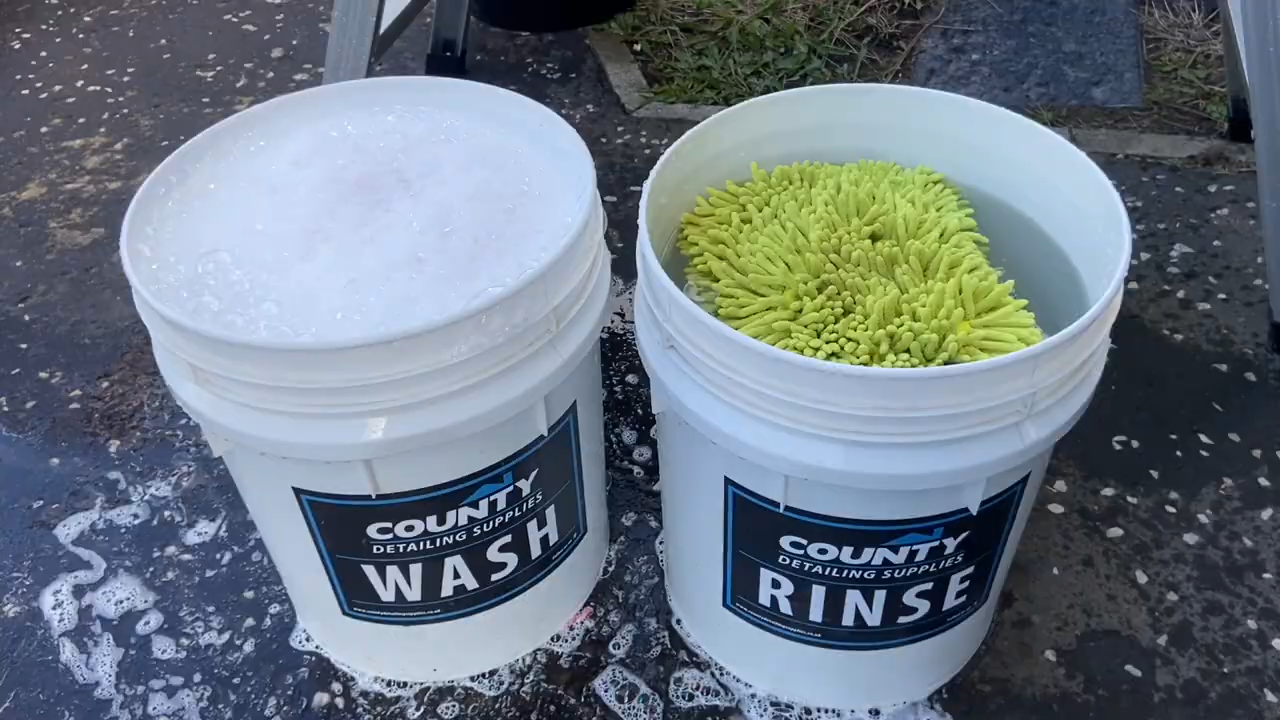 COUNTY
DETAILING SUPPLIES
WASH
COUNTY
DETAILING SUPPLIES
RINSE